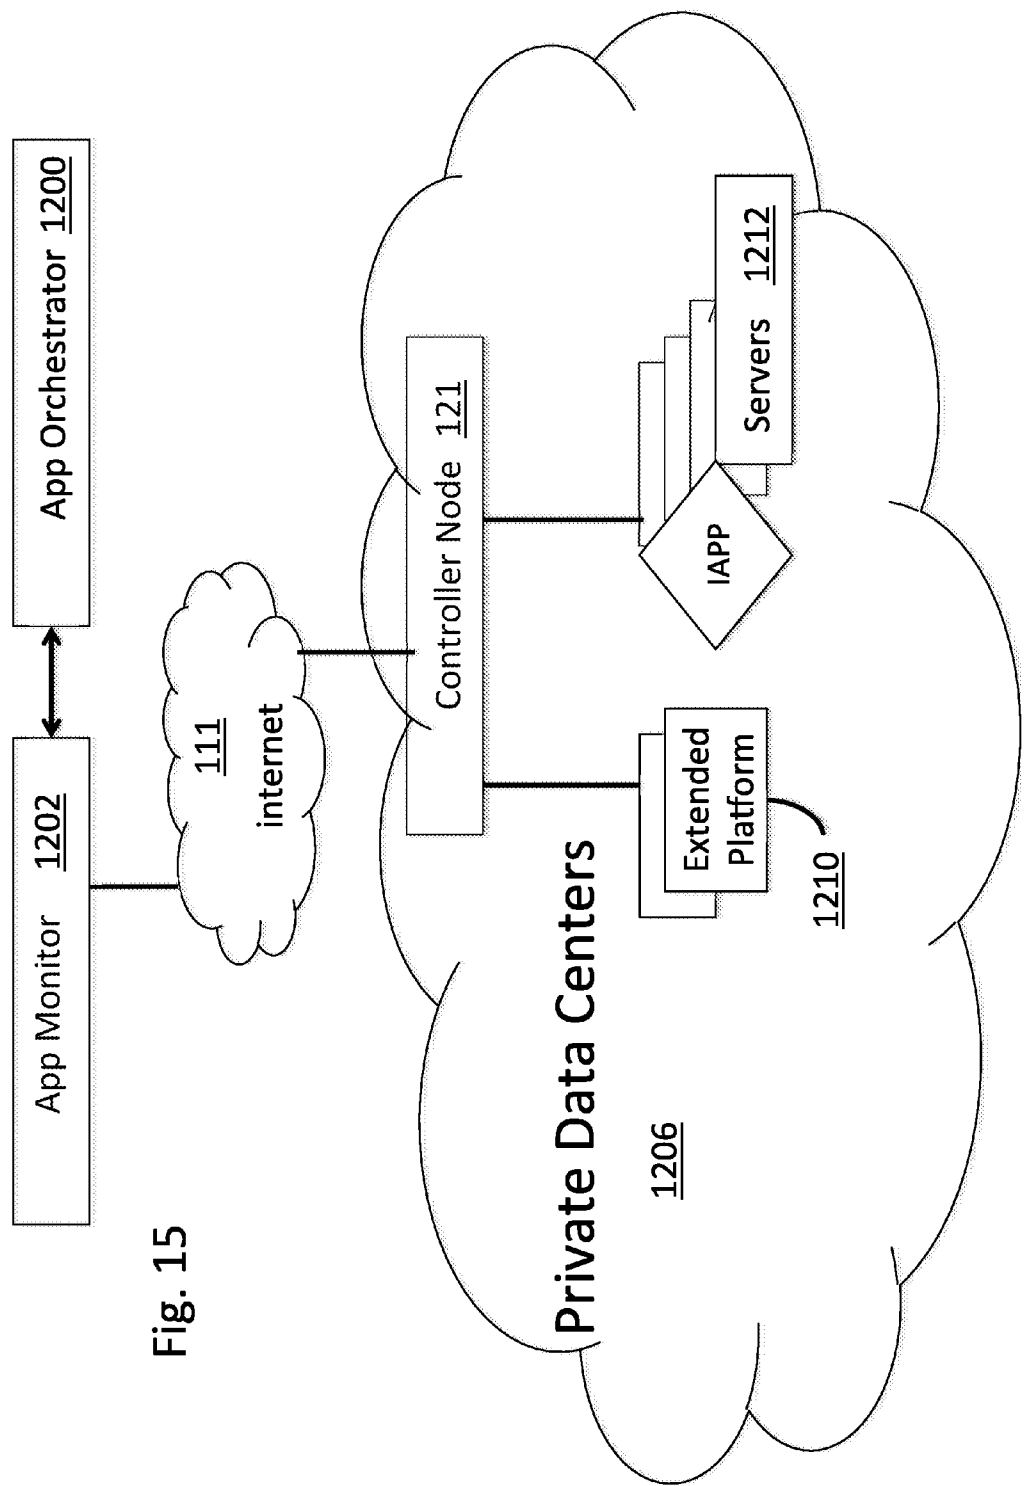 App Monitor 1202
App Orchestrator 1200
Fig. 15
111
internet
Controller Node 121
Private Data Centers
1206
Extended
Platform
1210
IAPP
Servers 1212